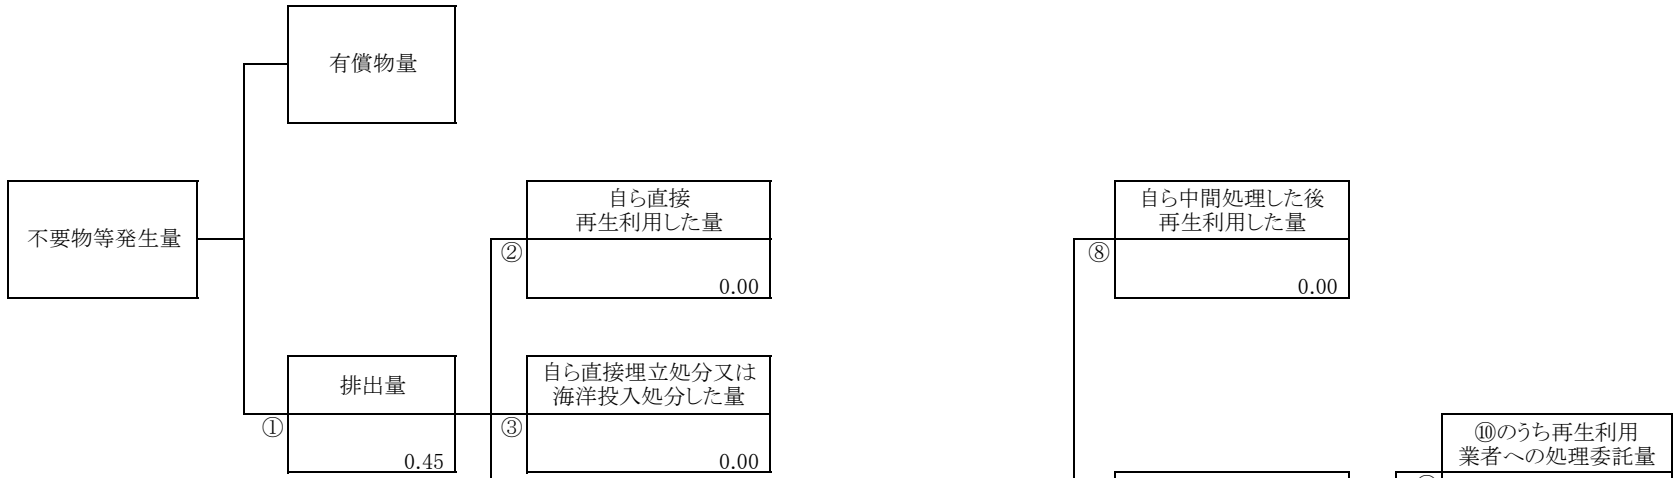 有償物量
不要物等発生量
自ら直接
再生利用した量
②
0.00
自ら中間処理した後
再生利用した量
⑧
0.00
排出量
①
0.45
自ら直接埋立処分又は
海洋投入処分した量
③
0.00
⑩のうち再生利用
業者への処理委託量